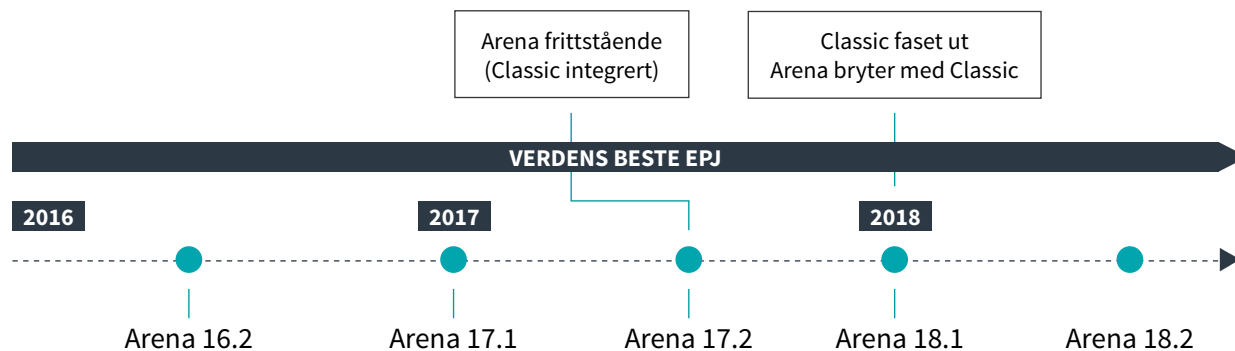 Arena frittstående
(Classic integrert)
Classic faset ut
Arena bryter med Classic
VERDENS BESTE EPJ
2016
2017
2018
Arena 16.2
Arena 17.1
Arena 17.2
Arena 18.1
Arena 18.2